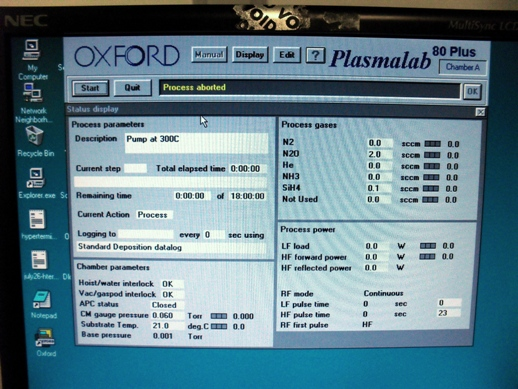 NEC
MultiSync LCD
OXFORD Manual Display Edit ? Plasmalab 80 Plus
Chamber A
Start Quit Process aborted OK
Status display
Process parameters
Description Pump at 300C
Current step Total elapsed time 0:00:00
Remaining time 0:00:00 of 18:00:00
Current Action Process
Logging to every 0 sec using
Standard Deposition datalog
Chamber parameters
Hoist/water interlock OK
Vac/gaspod interlock OK
APC status Closed
CM gauge pressure 0.060 Torr 0.000
Substrate Temp. 21.0 deg.C 0.0
Base pressure 0.001 Torr
Process gases
N2 0.0 sccm 0.0
N2O 2.0 sccm 0.0
He 0.0 sccm 0.0
NH3 0.0 sccm 0.0
SiH4 0.1 sccm 0.0
Not Used 0.0 sccm 0.0
Process power
LF load 0.0 W 0.0
HF forward power 0.0 W 0.0
HF reflected power 0.0 W
RF mode Continuous
LF pulse time 0 sec 0
HF pulse time 0 sec 23
RF first pulse HF
My Computer
Network Neighborh...
Recycle Bin
Explorer.exe
hypertermi...
july26-hter...
Notepad
Oxford